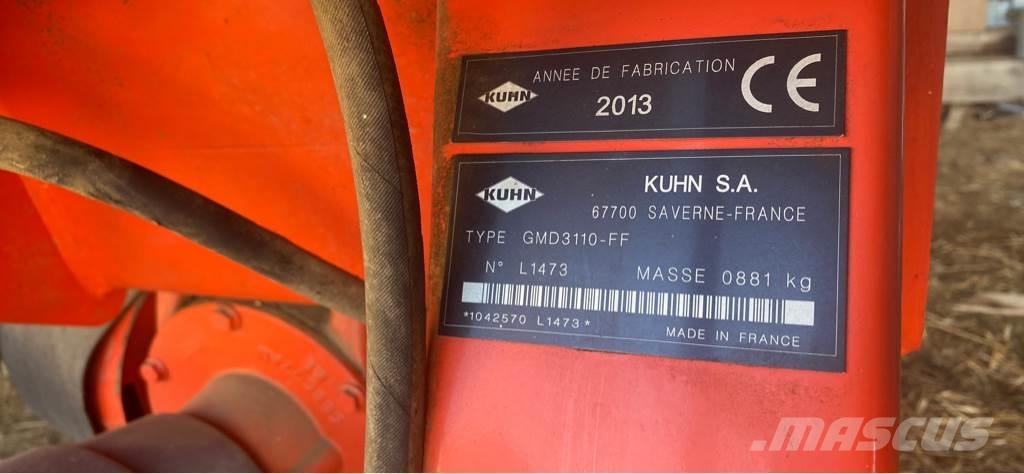 KUHN
ANNEE DE FABRICATION
2013
CE
KUHN
KUHN S.A.
67700 SAVERNE-FRANCE
TYPE GMD3110-FF
N° L1473 MASSE 0881 kg
*1042570 L1473*
MADE IN FRANCE
MASCUS